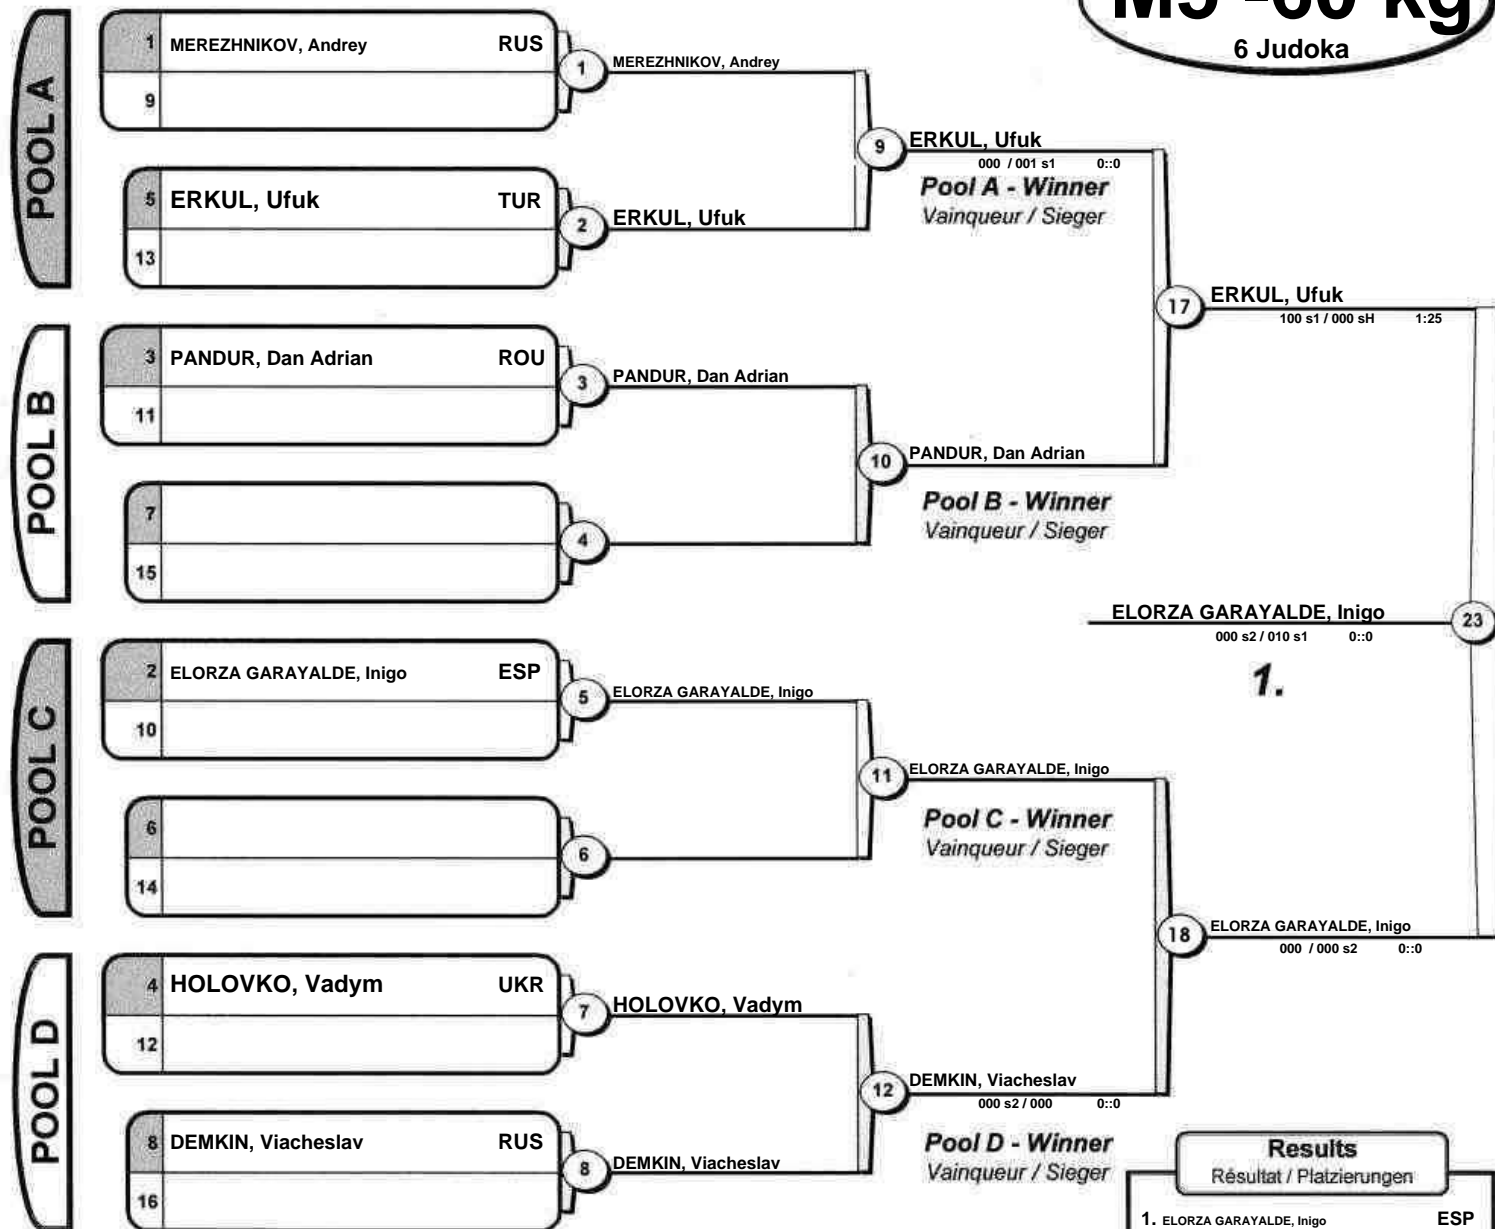 M5 -60 kg
6 Judoka
POOL A
1 MEREZHNIKOV, Andrey RUS
9
1 MEREZHNIKOV, Andrey
5 ERKUL, Ufuk TUR
13
2 ERKUL, Ufuk
9 ERKUL, Ufuk
000 / 001 s1 0::0
Pool A - Winner
Vainqueur / Sieger
POOL B
3 PANDUR, Dan Adrian ROU
11
3 PANDUR, Dan Adrian
7
15
4
10 PANDUR, Dan Adrian
Pool B - Winner
Vainqueur / Sieger
17 ERKUL, Ufuk
100 s1 / 000 sH 1:25
ELORZA GARAYALDE, Inigo 23
000 s2 / 010 s1 0::0
1.
POOL C
2 ELORZA GARAYALDE, Inigo ESP
10
5 ELORZA GARAYALDE, Inigo
6
14
6
11 ELORZA GARAYALDE, Inigo
Pool C - Winner
Vainqueur / Sieger
18 ELORZA GARAYALDE, Inigo
000 / 000 s2 0::0
POOL D
4 HOLOVKO, Vadym UKR
12
7 HOLOVKO, Vadym
8 DEMKIN, Viacheslav RUS
16
8 DEMKIN, Viacheslav
12 DEMKIN, Viacheslav
000 s2 / 000 0::0
Pool D - Winner
Vainqueur / Sieger
Results
Résultat / Platzierungen
1. ELORZA GARAYALDE, Inigo ESP